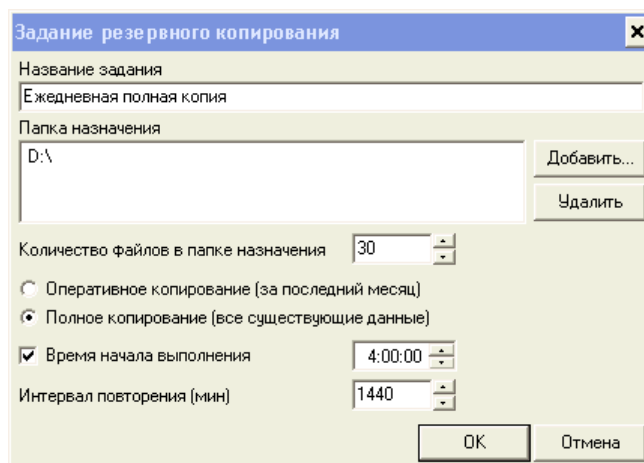 Задание резервного копирования
Название задания
Ежедневная полная копия
Папка назначения
D:\
Добавить...
Удалить
Количество файлов в папке назначения 30
Оперативное копирование (за последний месяц)
Полное копирование (все существующие данные)
Время начала выполнения 4:00:00
Интервал повторения (мин) 1440
OK Отмена